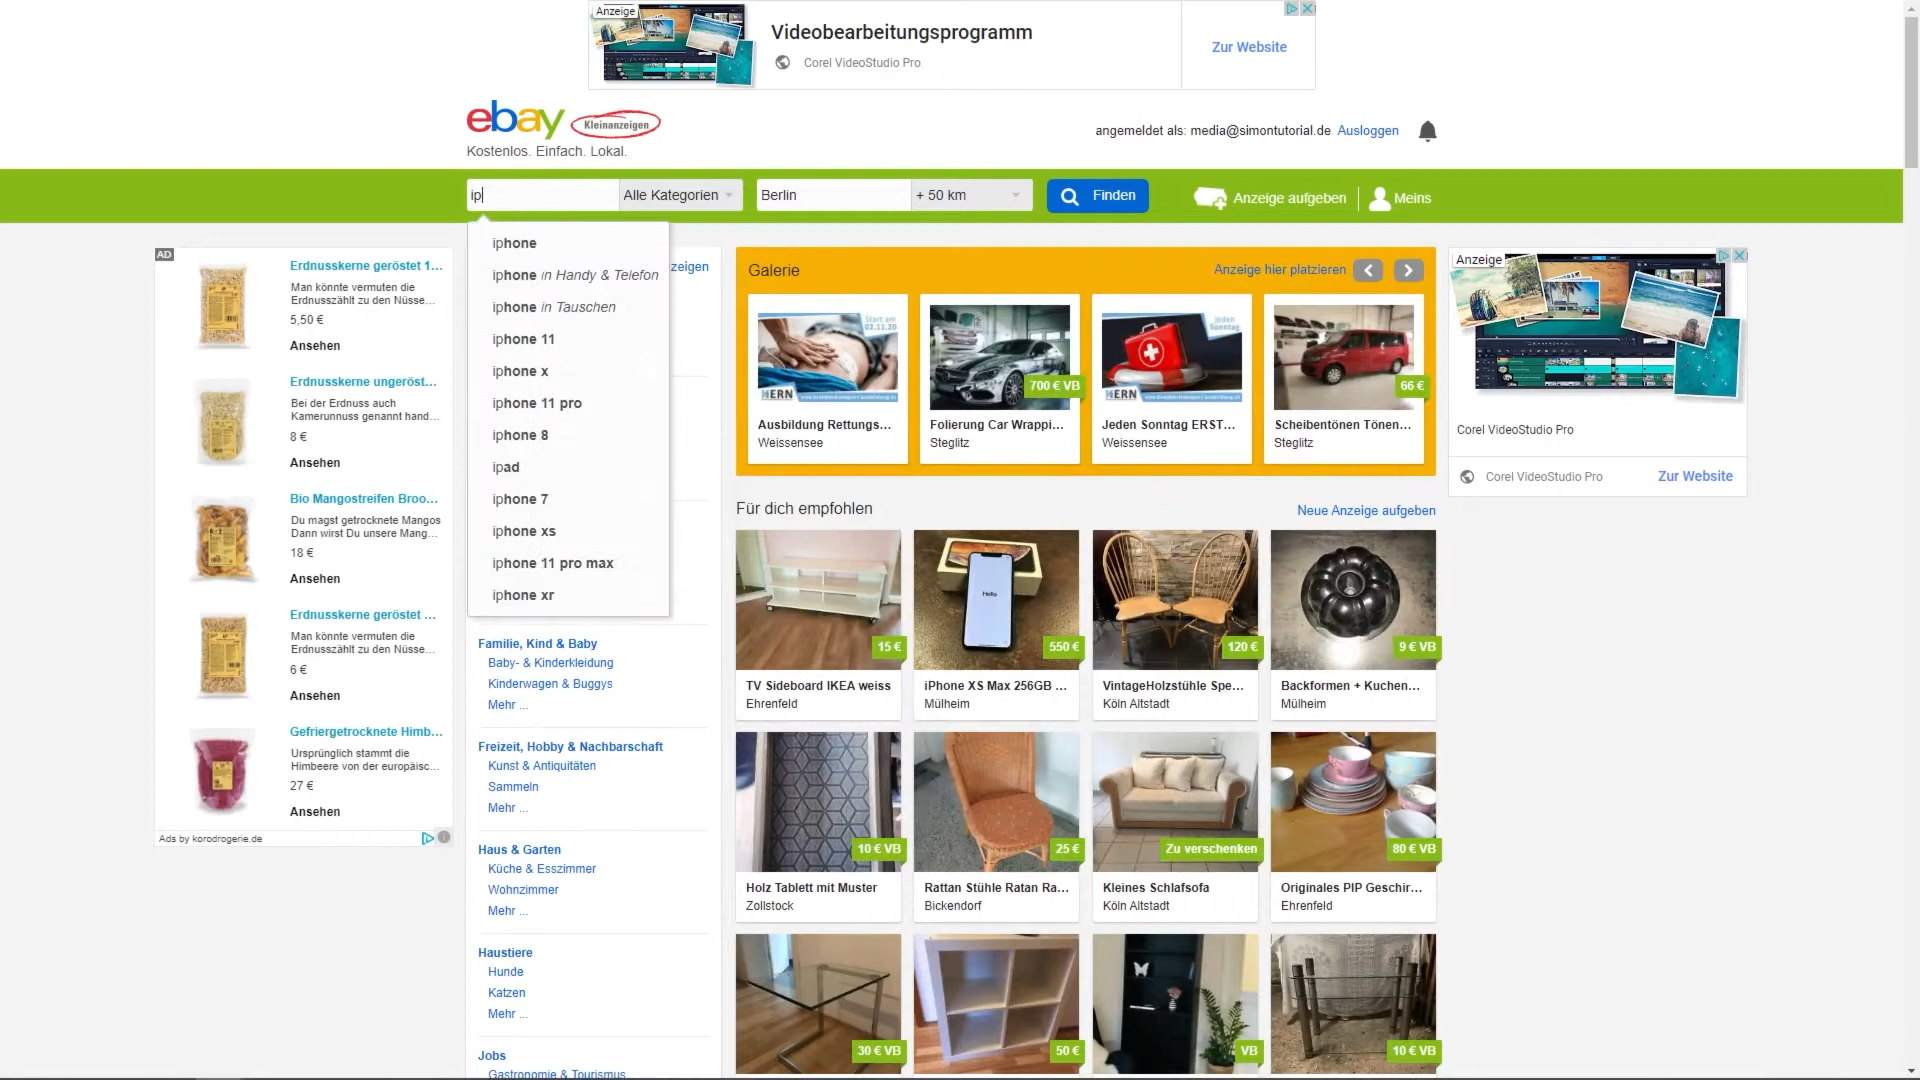 Anzeige
Videobearbeitungsprogramm
Corel VideoStudio Pro
Zur Website
ebay Kleinanzeigen
Kostenlos. Einfach. Lokal.
angemeldet als: media@simontutorial.de Ausloggen
ip Alle Kategorien Berlin + 50 km Finden Anzeige aufgeben Meins
iphone
iphone in Handy & Telefon
iphone in Tauschen
iphone 11
iphone x
iphone 11 pro
iphone 8
ipad
iphone 7
iphone xs
iphone 11 pro max
iphone xr
zeigen
AD
Erdnusskerne geröstet 1...
Man könnte vermuten die
Erdnusszählt zu den Nüsse...
5,50 €
Ansehen
Erdnusskerne ungeröst...
Bei der Erdnuss auch
Kamerunnuss genannt hand...
8 €
Ansehen
Bio Mangostreifen Broo...
Du magst getrocknete Mangos
Dann wirst Du unsere Mang...
18 €
Ansehen
Erdnusskerne geröstet ...
Man könnte vermuten die
Erdnusszählt zu den Nüsse...
6 €
Ansehen
Gefriergetrocknete Himb...
Ursprünglich stammt die
Himbeere von der europäisc...
27 €
Ansehen
Ads by korodrogerie.de
Familie, Kind & Baby
Baby- & Kinderkleidung
Kinderwagen & Buggys
Mehr ...
Freizeit, Hobby & Nachbarschaft
Kunst & Antiquitäten
Sammeln
Mehr ...
Haus & Garten
Küche & Esszimmer
Wohnzimmer
Mehr ...
Haustiere
Hunde
Katzen
Mehr ...
Jobs
Gastronomie & Tourismus
Galerie
Anzeige hier platzieren
Start am
02.11.20
HERN
Ausbildung Rettungs...
Weissensee
700 € VB
Folierung Car Wrappi...
Steglitz
Jeden
Sonntag
HERN
Jeden Sonntag ERST...
Weissensee
66 €
Scheibentönen Tönen...
Steglitz
Für dich empfohlen
Neue Anzeige aufgeben
15 €
TV Sideboard IKEA weiss
Ehrenfeld
Hello
550 €
iPhone XS Max 256GB ...
Mülheim
120 €
VintageHolzstühle Spe...
Köln Altstadt
9 € VB
Backformen + Kuchen...
Mülheim
10 € VB
Holz Tablett mit Muster
Zollstock
25 €
Rattan Stühle Ratan Ra...
Bickendorf
Zu verschenken
Kleines Schlafsofa
Köln Altstadt
80 € VB
Originales PIP Geschir...
Ehrenfeld
30 € VB
50 €
VB
10 € VB
Anzeige
Corel VideoStudio Pro
Corel VideoStudio Pro
Zur Website